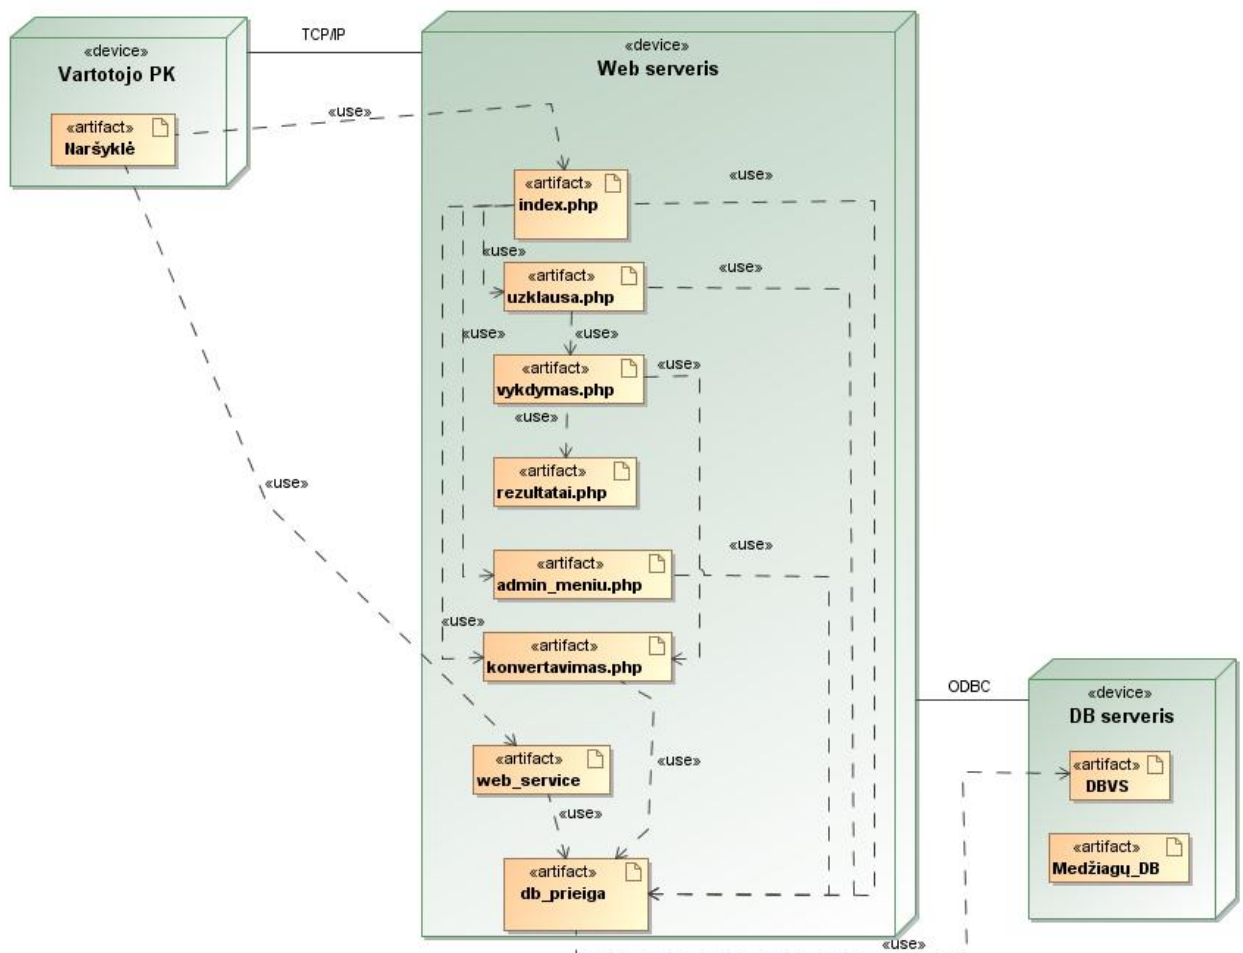 «device»
Vartotojo PK
«artifact»
Naršyklė
TCP/IP
«use»
«device»
Web serveris
«artifact»
index.php
«use»
«use»
«artifact»
uzklausa.php
«use»
«use»
«use»
«artifact»
vykdymas.php
«use»
«use»
«artifact»
rezultatai.php
«use»
«artifact»
admin_meniu.php
«use»
«use»
«artifact»
konvertavimas.php
«artifact»
web_service
«use»
«use»
«artifact»
db_prieiga
«use»
ODBC
«device»
DB serveris
«artifact»
DBVS
«artifact»
Medžiagų_DB